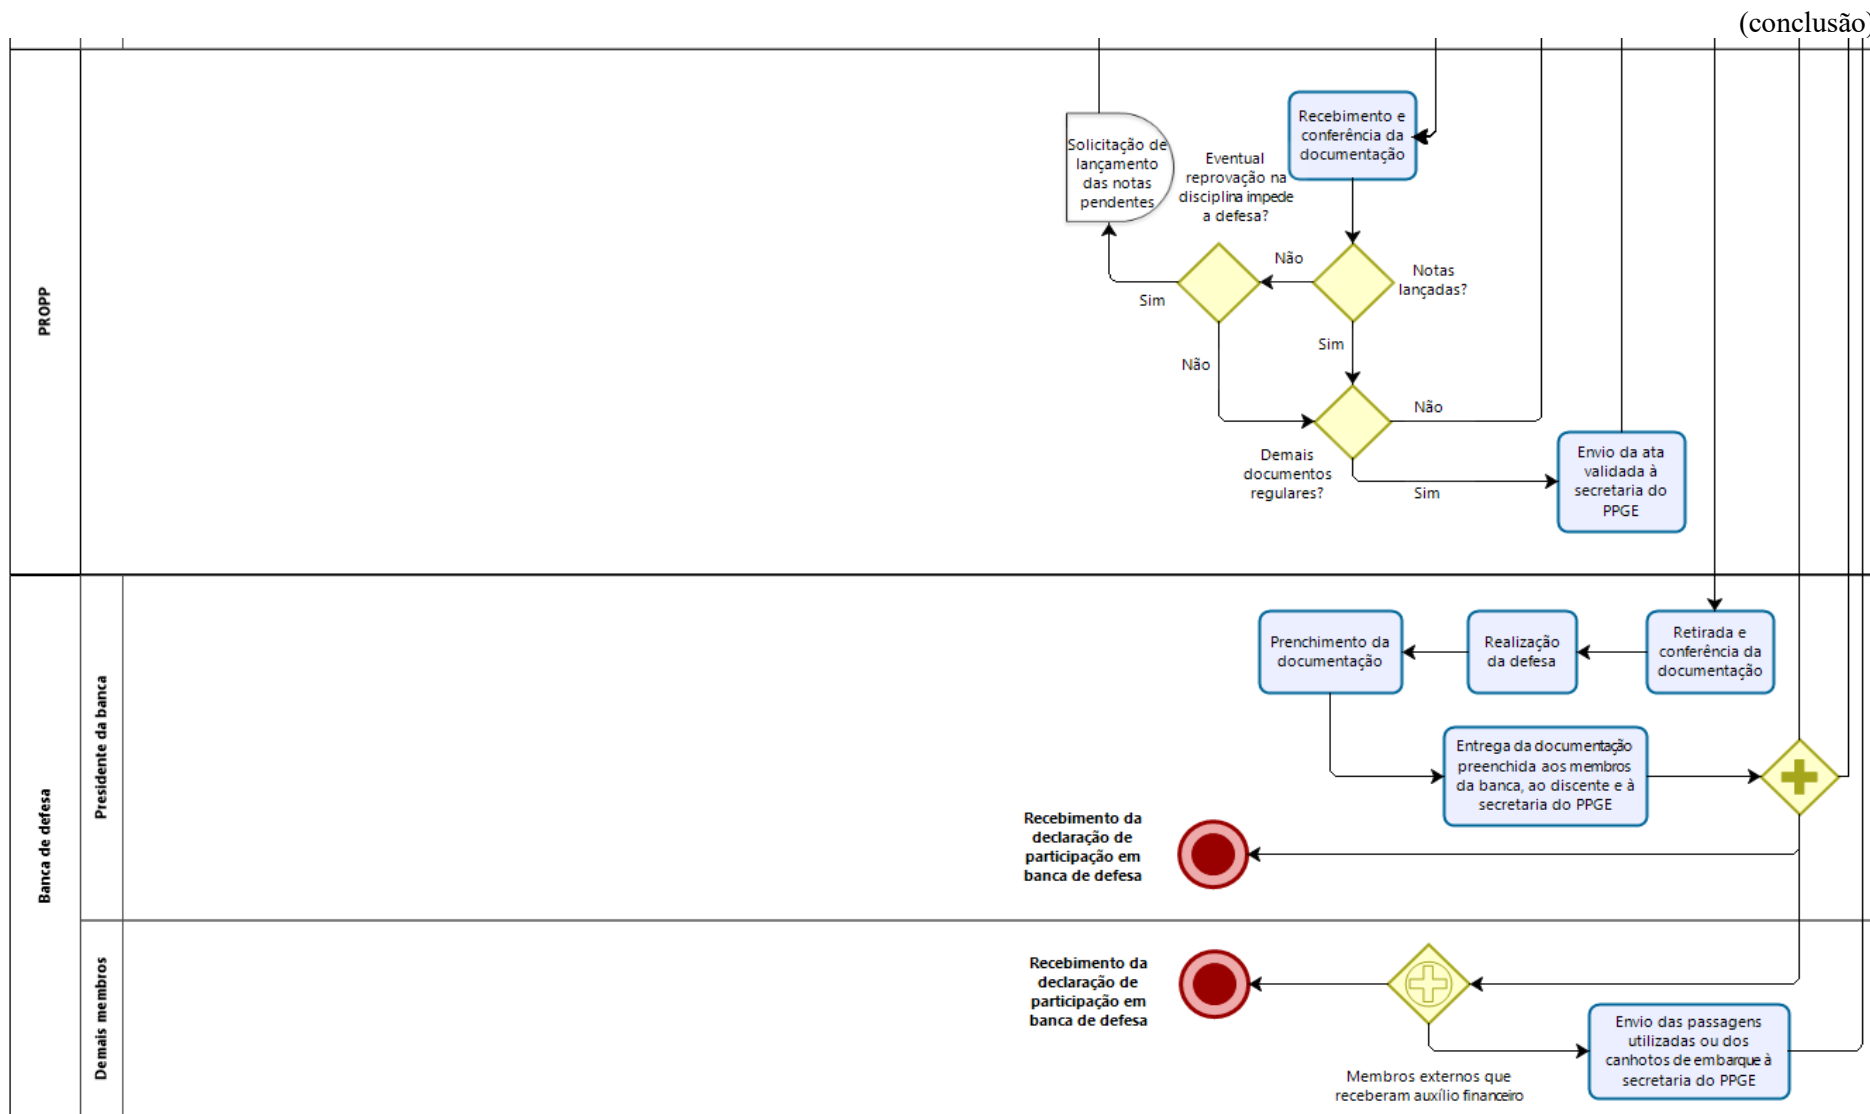 (conclusão)
PROPP
Recebimento e
conferência da
documentação
Solicitação de
lançamento
das notas
pendentes
Eventual
reprovação na
disciplina impede
a defesa?
Notas
lançadas?
Não
Sim
Sim
Não
Demais
documentos
regulares?
Não
Sim
Envio da ata
validada à
secretaria do
PPGE
Banca de defesa
Presidente da banca
Retirada e
conferência da
documentação
Realização
da defesa
Prenchimento da
documentação
Entrega da documentação
preenchida aos membros
da banca, ao discente e à
secretaria do PPGE
Recebimento da
declaração de
participação em
banca de defesa
Demais membros
Recebimento da
declaração de
participação em
banca de defesa
Membros externos que
receberam auxílio financeiro
Envio das passagens
utilizadas ou dos
canhotos de embarque à
secretaria do PPGE